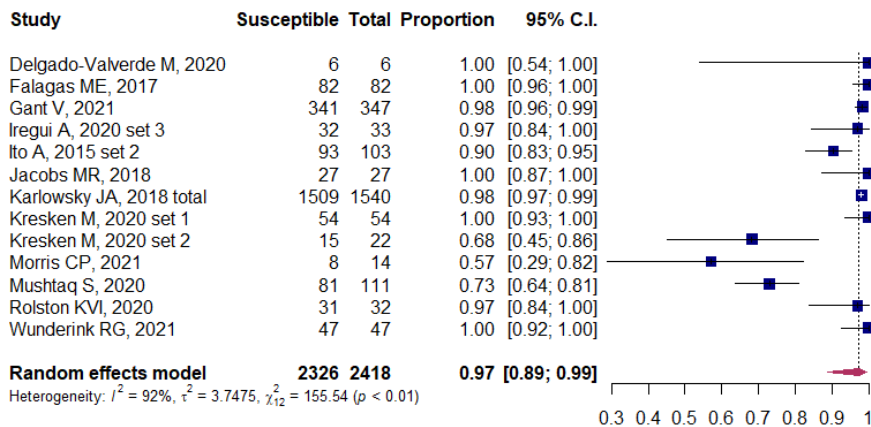 Study Susceptible Total Proportion 95% C.I.
Delgado-Valverde M, 2020 6 6 1.00 [0.54; 1.00]
Falagas ME, 2017 82 82 1.00 [0.96; 1.00]
Gant V, 2021 341 347 0.98 [0.96; 0.99]
Iregui A, 2020 set 3 32 33 0.97 [0.84; 1.00]
Ito A, 2015 set 2 93 103 0.90 [0.83; 0.95]
Jacobs MR, 2018 27 27 1.00 [0.87; 1.00]
Karlowsky JA, 2018 total 1509 1540 0.98 [0.97; 0.99]
Kresken M, 2020 set 1 54 54 1.00 [0.93; 1.00]
Kresken M, 2020 set 2 15 22 0.68 [0.45; 0.86]
Morris CP, 2021 8 14 0.57 [0.29; 0.82]
Mushtaq S, 2020 81 111 0.73 [0.64; 0.81]
Rolston KVI, 2020 31 32 0.97 [0.84; 1.00]
Wunderink RG, 2021 47 47 1.00 [0.92; 1.00]
Random effects model 2326 2418 0.97 [0.89; 0.99]
Heterogeneity: I² = 92%, τ² = 3.7475, χ²₁₂ = 155.54 (p < 0.01)
0.3 0.4 0.5 0.6 0.7 0.8 0.9 1